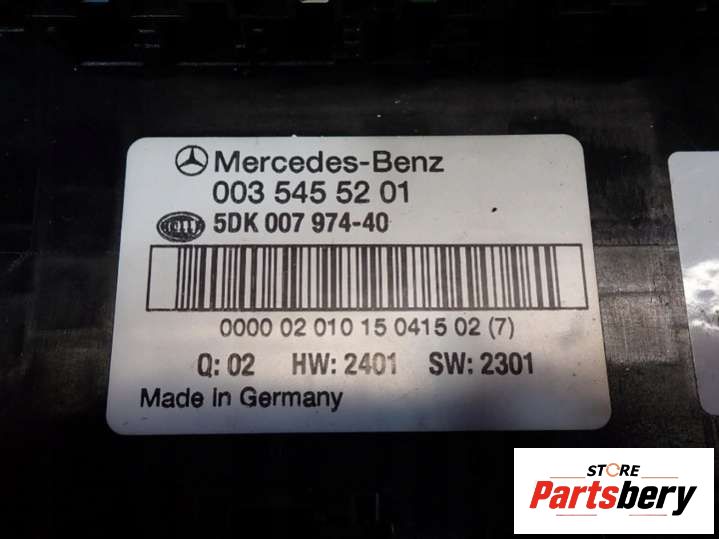 Mercedes-Benz
003 545 52 01
HELLA 5DK 007 974-40
0000 02 010 15 0415 02 (7)
Q: 02 HW: 2401 SW: 2301
Made in Germany
STORE
Partsbery